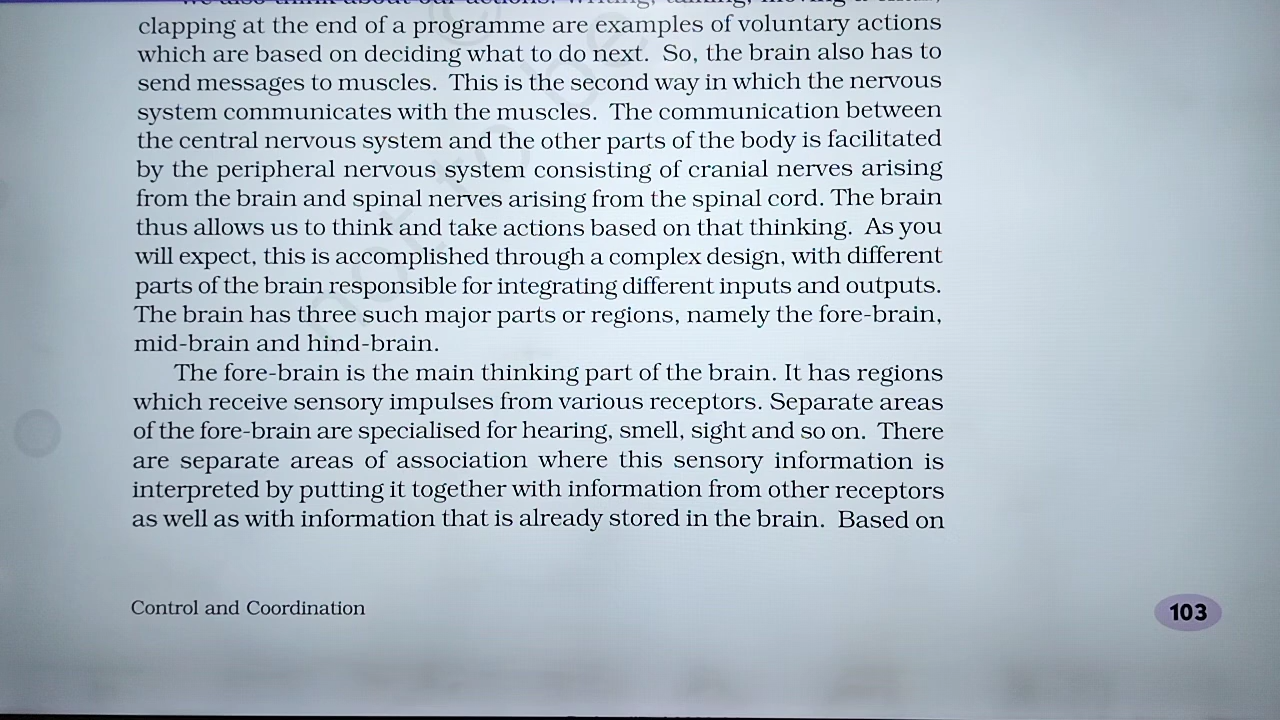 We also think about our actions. Writing, talking, moving a chair,
clapping at the end of a programme are examples of voluntary actions
which are based on deciding what to do next. So, the brain also has to
send messages to muscles. This is the second way in which the nervous
system communicates with the muscles. The communication between
the central nervous system and the other parts of the body is facilitated
by the peripheral nervous system consisting of cranial nerves arising
from the brain and spinal nerves arising from the spinal cord. The brain
thus allows us to think and take actions based on that thinking. As you
will expect, this is accomplished through a complex design, with different
parts of the brain responsible for integrating different inputs and outputs.
The brain has three such major parts or regions, namely the fore-brain,
mid-brain and hind-brain.
The fore-brain is the main thinking part of the brain. It has regions
which receive sensory impulses from various receptors. Separate areas
of the fore-brain are specialised for hearing, smell, sight and so on. There
are separate areas of association where this sensory information is
interpreted by putting it together with information from other receptors
as well as with information that is already stored in the brain. Based on
Control and Coordination
103